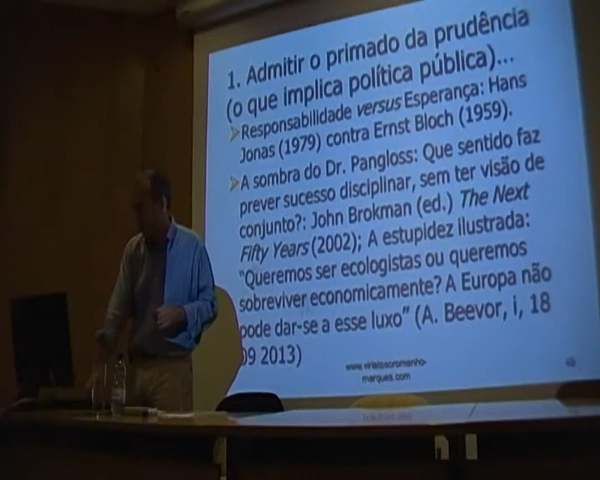 1. Admitir o primado da prudência
(o que implica política pública)...
Responsabilidade versus Esperança: Hans
Jonas (1979) contra Ernst Bloch (1959).
A sombra do Dr. Pangloss: Que sentido faz
prever sucesso disciplinar, sem ter visão de
conjunto?: John Brokman (ed.) The Next
Fifty Years (2002); A estupidez ilustrada:
“Queremos ser ecologistas ou queremos
sobreviver economicamente? A Europa não
pode dar-se a esse luxo” (A. Beevor, i, 18
09 2013)
www.viriatosoromenho-
marques.com